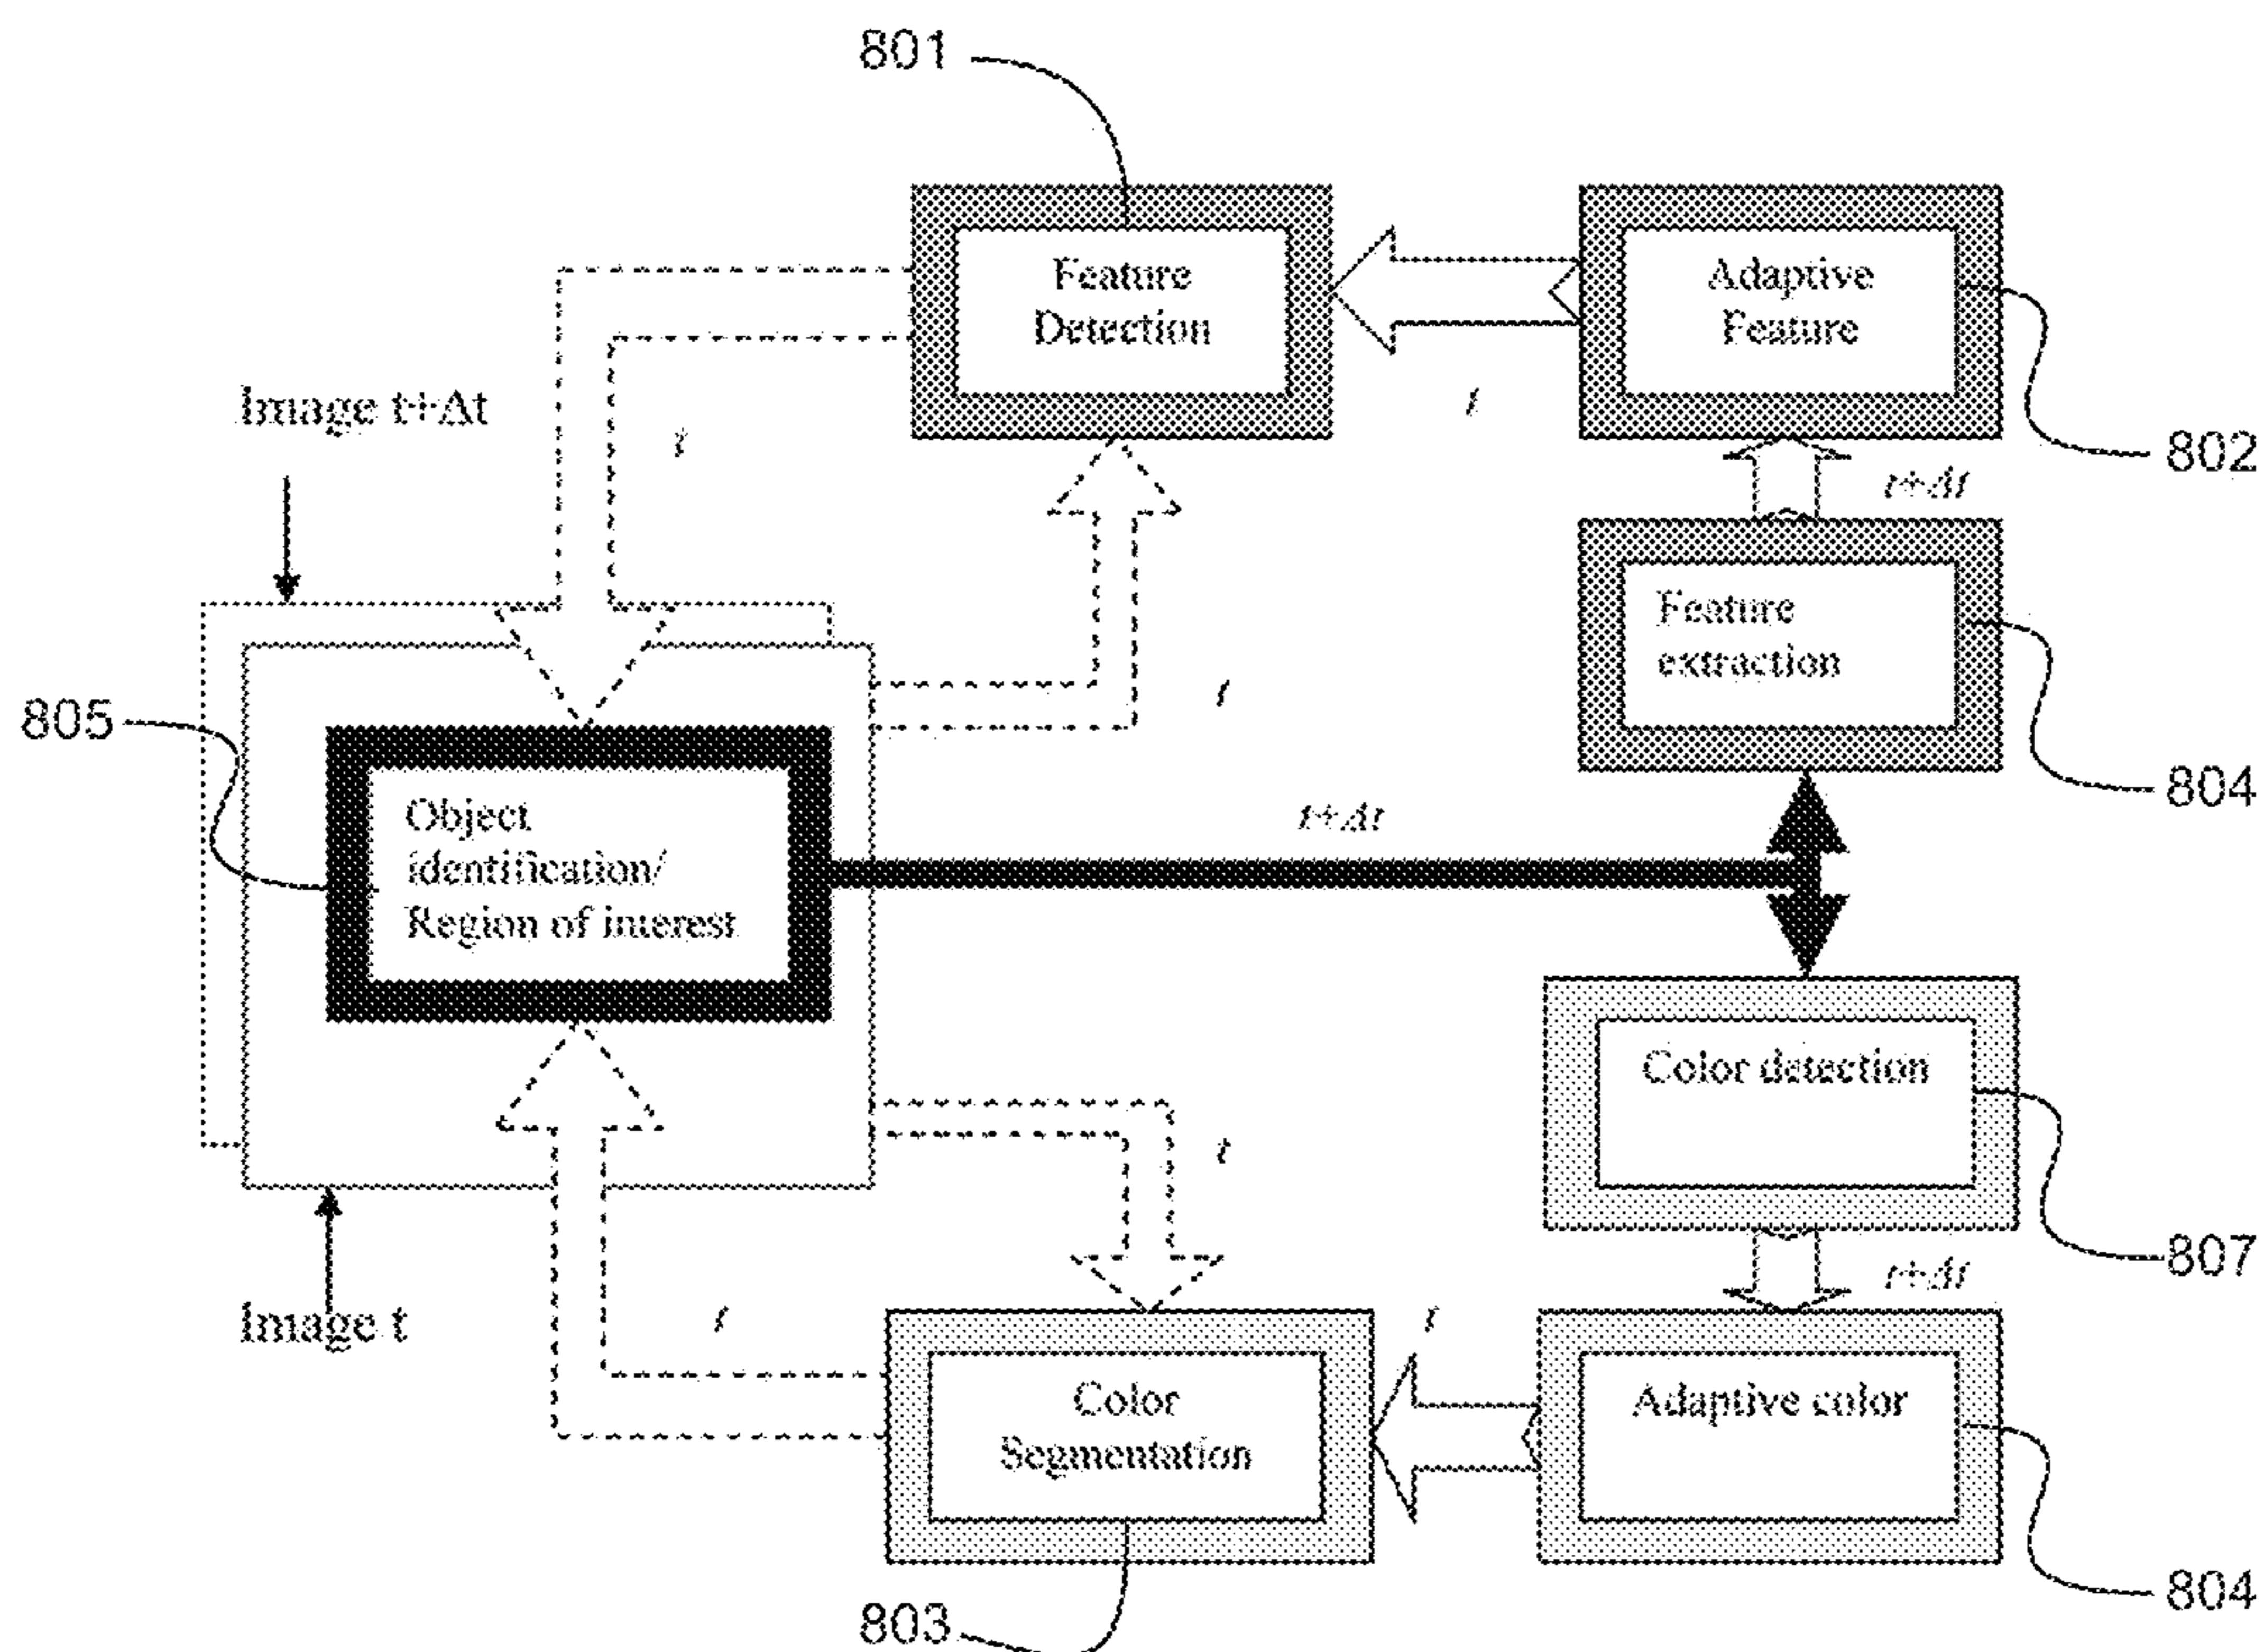 801
Feature
Detection
Adaptive
Feature
Image t+Δt
t
t
802
t+Δt
Feature
extraction
t
805
804
Object
identification/
Region of interest
t+Δt
Color detection
t
807
t+Δt
Image t
t
t
Color
Segmentation
Adaptive color
804
803